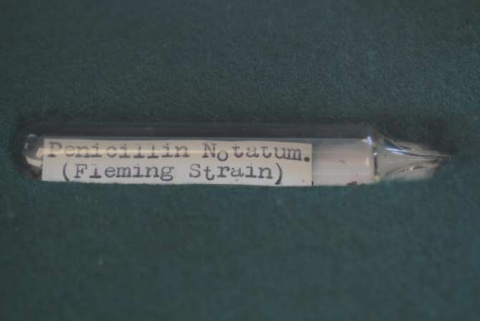 Penicillin Notatum.
(Fleming Strain)